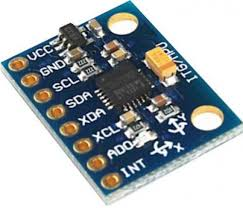 VCC
GND
SCL
SDA
XDA
XCL
ADO
INT
ITG/MPU
X